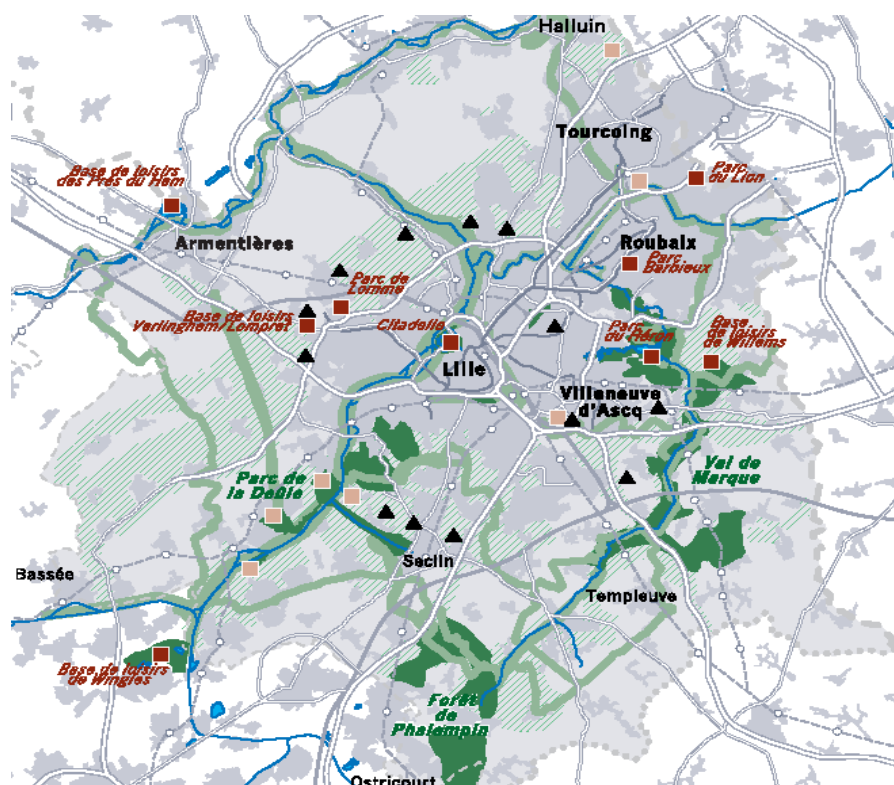 Halluin
Tourcoing
Base de loisirs
des Prés du Hem
Parc
du Lion
Armentières
Roubaix
Parc
Barbieux
Parc de
Lomme
Base de loisirs
Verlinghem/Lompret
Citadelle
Parc
du Héron
Base
de loisirs
de Willems
Lille
Villeneuve
d'Ascq
Parc de
la Deûle
Val de
Marque
Seclin
Bassée
Templeuve
Base de loisirs
de Wingles
Forêt
de
Phalempin
Ostricourt